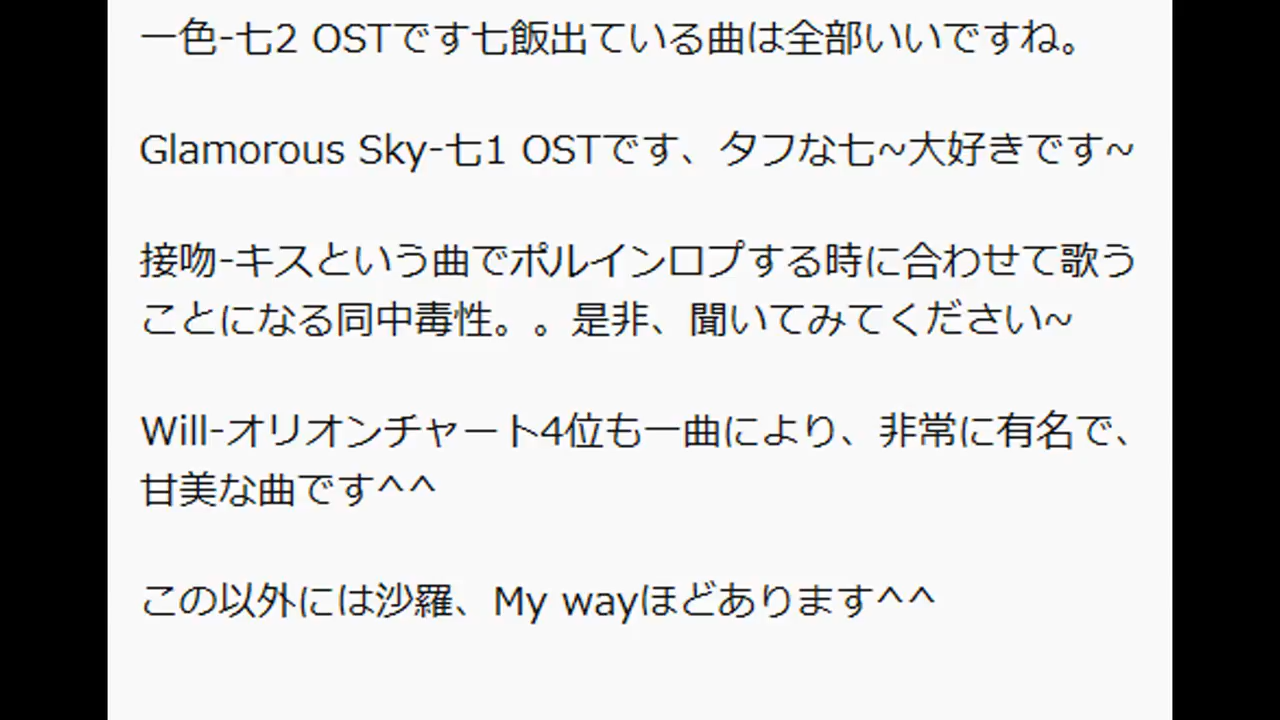 一色-七2 OSTです七飯出ている曲は全部いいですね。
Glamorous Sky-七1 OSTです、タフな七~大好きです~
接吻-キスという曲でポルインロプする時に合わせて歌う
ことになる同中毒性。。是非、聞いてみてください~
Will-オリオンチャート4位も一曲により、非常に有名で、
甘美な曲です^^
この以外には沙羅、My wayほどあります^^